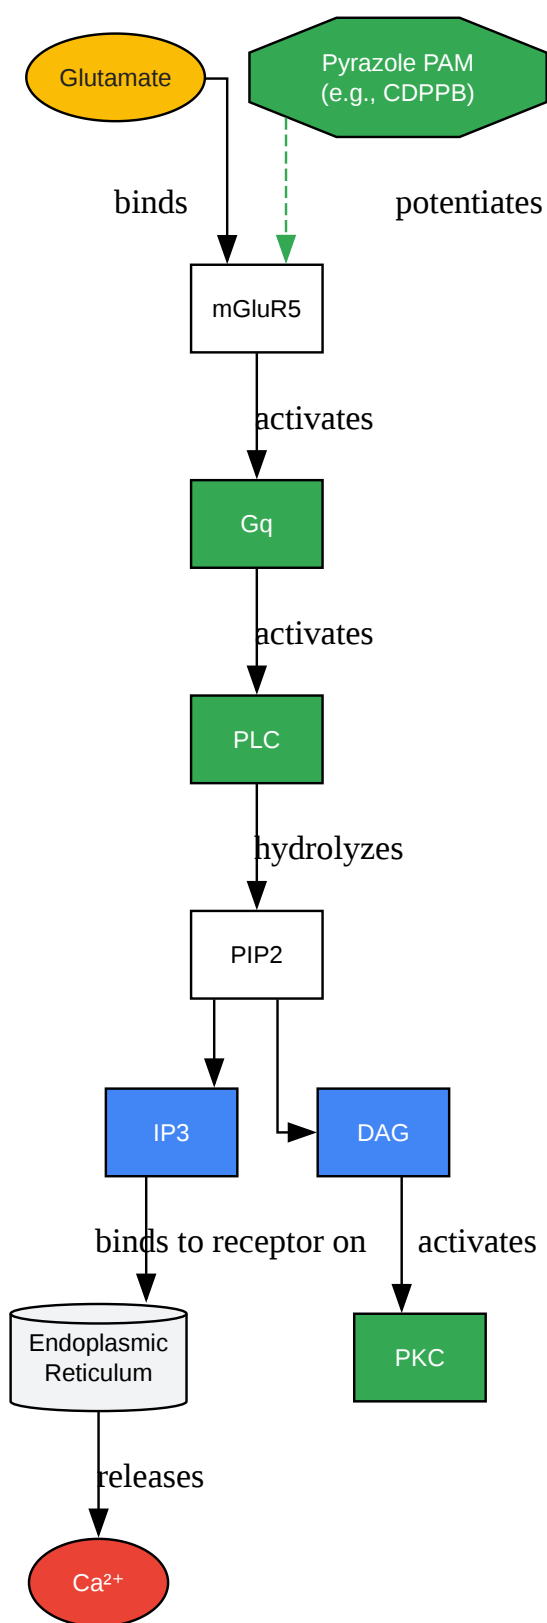 Glutamate
Pyrazole PAM
(e.g., CDPPB)
binds
potentiates
mGluR5
activates
Gq
activates
PLC
hydrolyzes
PIP2
IP3
DAG
binds to receptor on
activates
Endoplasmic
Reticulum
PKC
releases
Ca²⁺